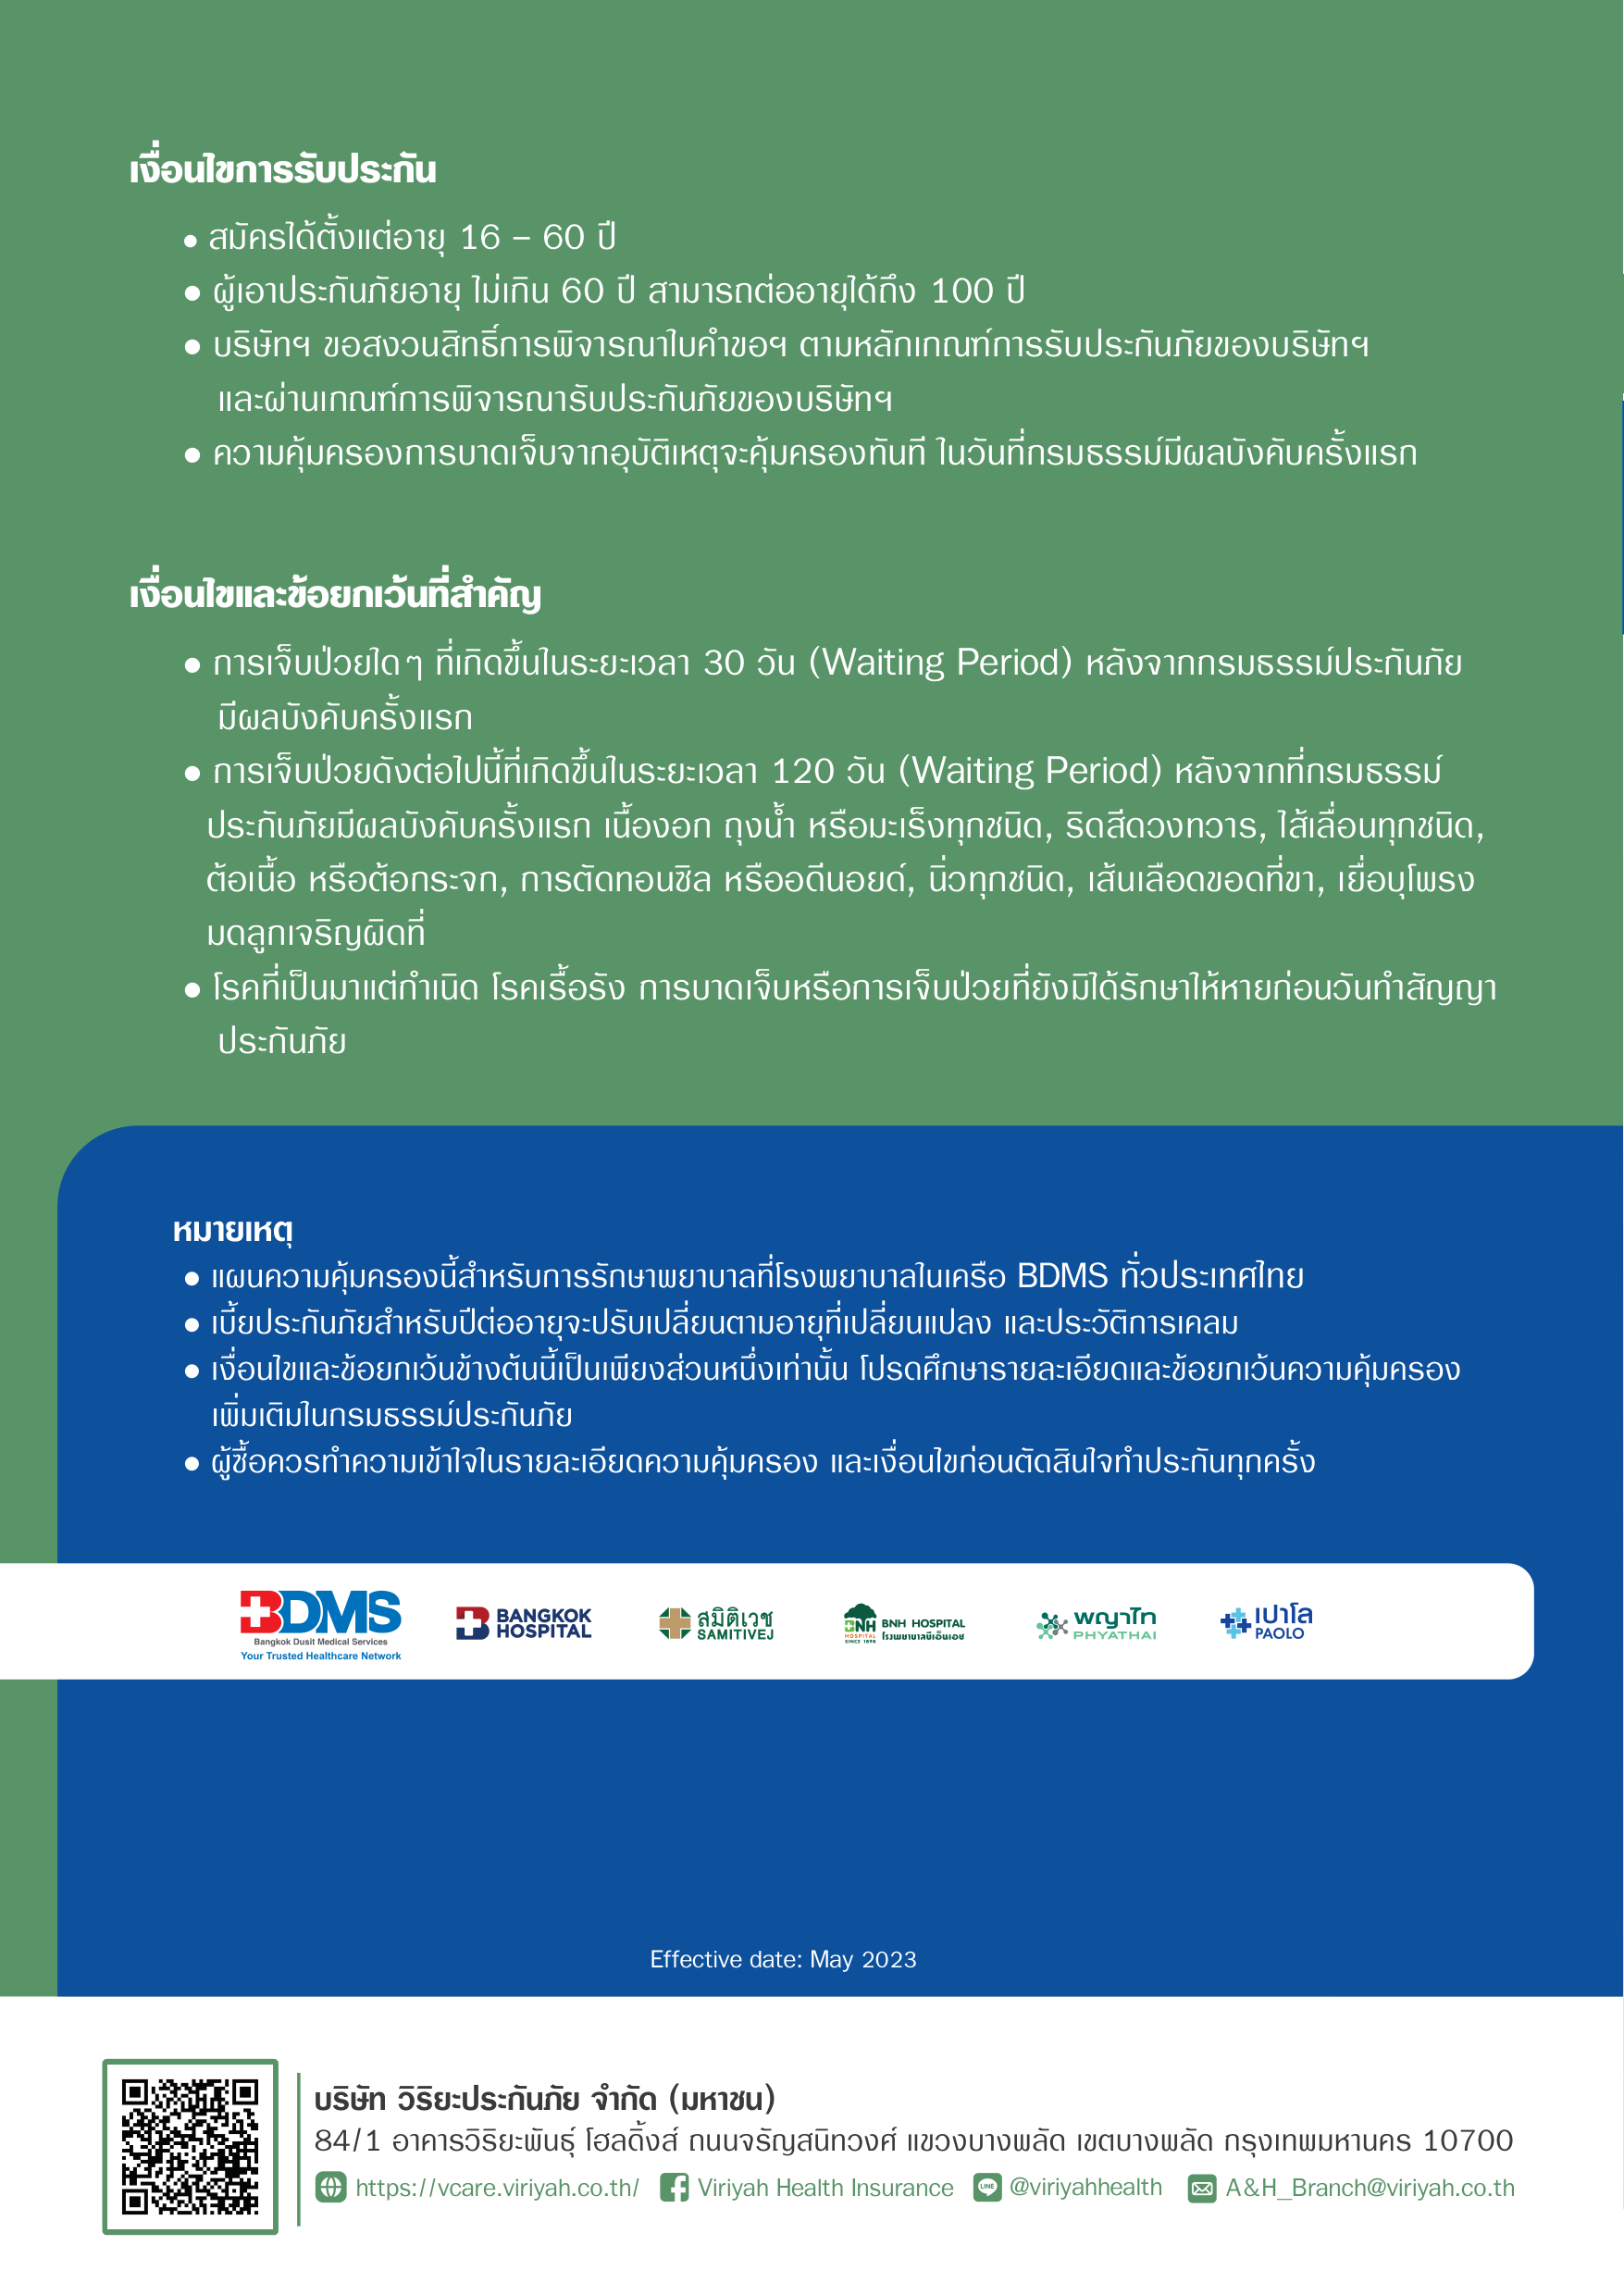 เงื่อนไขการรับประกัน
● สมัครได้ตั้งแต่อายุ 16 – 60 ปี
● ผู้เอาประกันภัยอายุ ไม่เกิน 60 ปี สามารถต่ออายุได้ถึง 100 ปี
● บริษัทฯ ขอสงวนสิทธิ์การพิจารณาใบคำขอฯ ตามหลักเกณฑ์การรับประกันภัยของบริษัทฯ
และผ่านเกณฑ์การพิจารณารับประกันภัยของบริษัทฯ
● ความคุ้มครองการบาดเจ็บจากอุบัติเหตุจะคุ้มครองทันที ในวันที่กรมธรรม์มีผลบังคับครั้งแรก
เงื่อนไขและข้อยกเว้นที่สำคัญ
● การเจ็บป่วยใดๆ ที่เกิดขึ้นในระยะเวลา 30 วัน (Waiting Period) หลังจากกรมธรรม์ประกันภัย
มีผลบังคับครั้งแรก
● การเจ็บป่วยดังต่อไปนี้ที่เกิดขึ้นในระยะเวลา 120 วัน (Waiting Period) หลังจากที่กรมธรรม์
ประกันภัยมีผลบังคับครั้งแรก เนื้องอก ถุงน้ำ หรือมะเร็งทุกชนิด, ริดสีดวงทวาร, ไส้เลื่อนทุกชนิด,
ต้อเนื้อ หรือต้อกระจก, การตัดทอนซิล หรืออดีนอยด์, นิ่วทุกชนิด, เส้นเลือดขอดที่ขา, เยื่อบุโพรง
มดลูกเจริญผิดที่
● โรคที่เป็นมาแต่กำเนิด โรคเรื้อรัง การบาดเจ็บหรือการเจ็บป่วยที่ยังมิได้รักษาให้หายก่อนวันทำสัญญา
ประกันภัย
หมายเหตุ
● แผนความคุ้มครองนี้สำหรับการรักษาพยาบาลที่โรงพยาบาลในเครือ BDMS ทั่วประเทศไทย
● เบี้ยประกันภัยสำหรับปีต่ออายุจะปรับเปลี่ยนตามอายุที่เปลี่ยนแปลง และประวัติการเคลม
● เงื่อนไขและข้อยกเว้นข้างต้นนี้เป็นเพียงส่วนหนึ่งเท่านั้น โปรดศึกษารายละเอียดและข้อยกเว้นความคุ้มครอง
เพิ่มเติมในกรมธรรม์ประกันภัย
● ผู้ซื้อควรทำความเข้าใจในรายละเอียดความคุ้มครอง และเงื่อนไขก่อนตัดสินใจทำประกันทุกครั้ง
BDMS
Bangkok Dusit Medical Services
Your Trusted Healthcare Network
BANGKOK
HOSPITAL
สมิติเวช
SAMITIVEJ
BNH
HOSPITAL
SINCE 1898
BNH HOSPITAL
โรงพยาบาลบีเอ็นเอช
พญาไท
PHYATHAI
เปาโล
PAOLO
Effective date: May 2023
บริษัท วิริยะประกันภัย จำกัด (มหาชน)
84/1 อาคารวิริยะพันธุ์ โฮลดิ้งส์ ถนนจรัญสนิทวงศ์ แขวงบางพลัด เขตบางพลัด กรุงเทพมหานคร 10700
https://vcare.viriyah.co.th/ Viriyah Health Insurance LINE @viriyahhealth A&H_Branch@viriyah.co.th